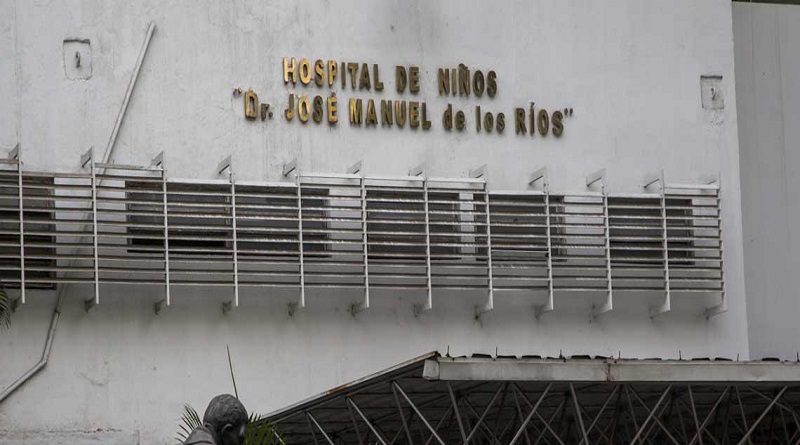 HOSPITAL DE NIÑOS
"Dr. JOSÉ MANUEL de los RÍOS"